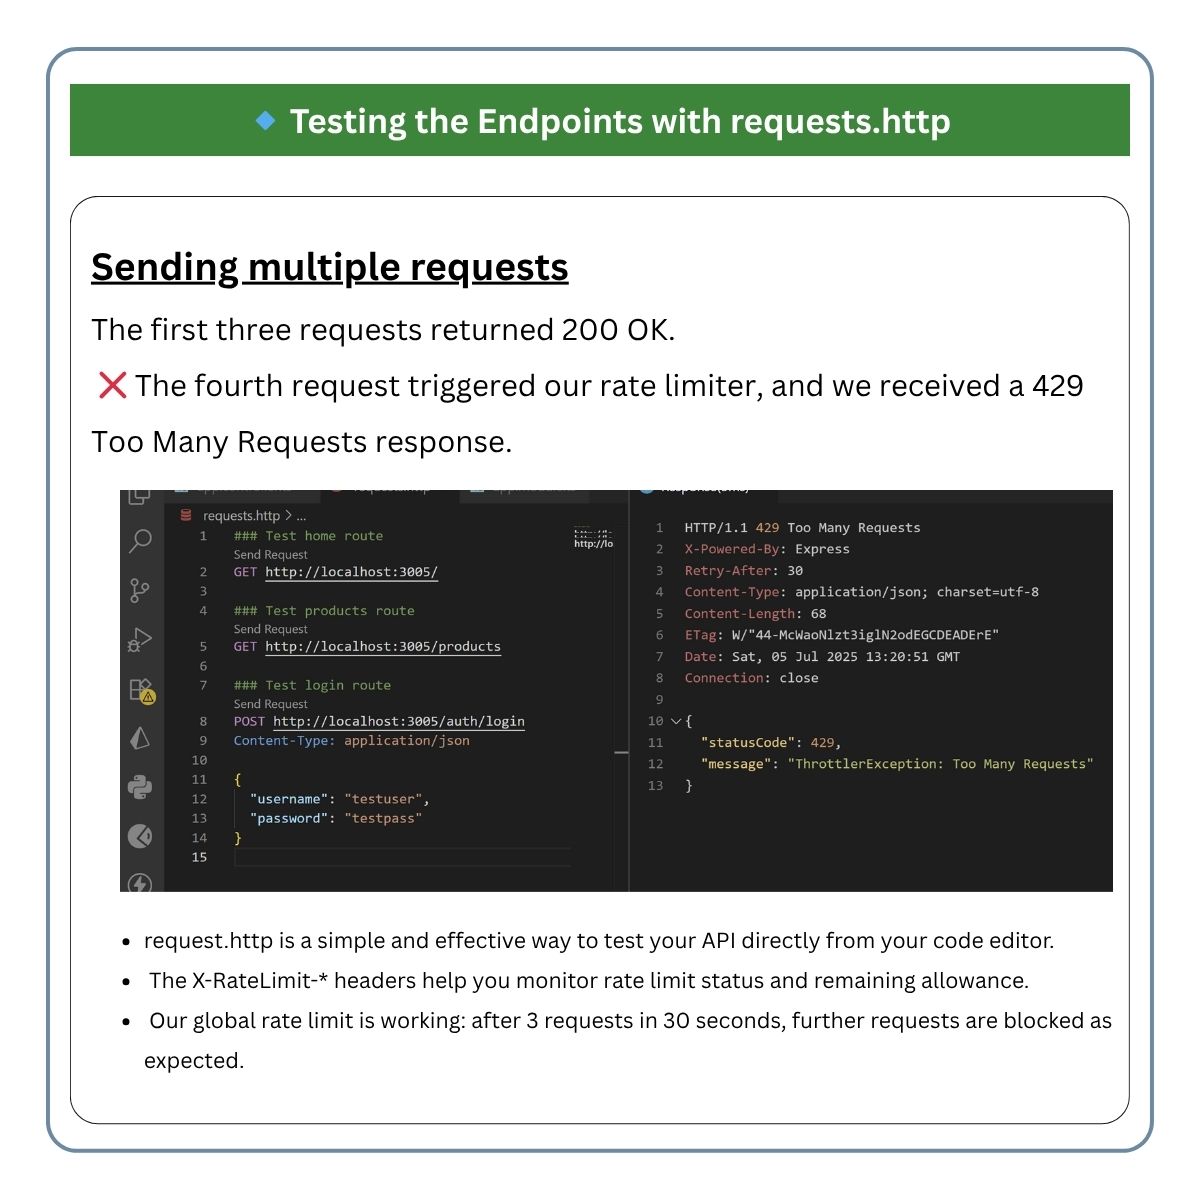 Testing the Endpoints with requests.http
Sending multiple requests
The first three requests returned 200 OK.
❌ The fourth request triggered our rate limiter, and we received a 429
Too Many Requests response.
requests.http > ...
1 ### Test home route
Send Request
2 GET http://localhost:3005/
3
4 ### Test products route
Send Request
5 GET http://localhost:3005/products
6
7 ### Test login route
Send Request
8 POST http://localhost:3005/auth/login
9 Content-Type: application/json
10
11 {
12 "username": "testuser",
13 "password": "testpass"
14 }
15
1 HTTP/1.1 429 Too Many Requests
2 X-Powered-By: Express
3 Retry-After: 30
4 Content-Type: application/json; charset=utf-8
5 Content-Length: 68
6 ETag: W/"44-McWaoNlzt3iglN2odEGCDEADErE"
7 Date: Sat, 05 Jul 2025 13:20:51 GMT
8 Connection: close
9
10 {
11 "statusCode": 429,
12 "message": "ThrottlerException: Too Many Requests"
13 }
• request.http is a simple and effective way to test your API directly from your code editor.
• The X-RateLimit-* headers help you monitor rate limit status and remaining allowance.
• Our global rate limit is working: after 3 requests in 30 seconds, further requests are blocked as
expected.